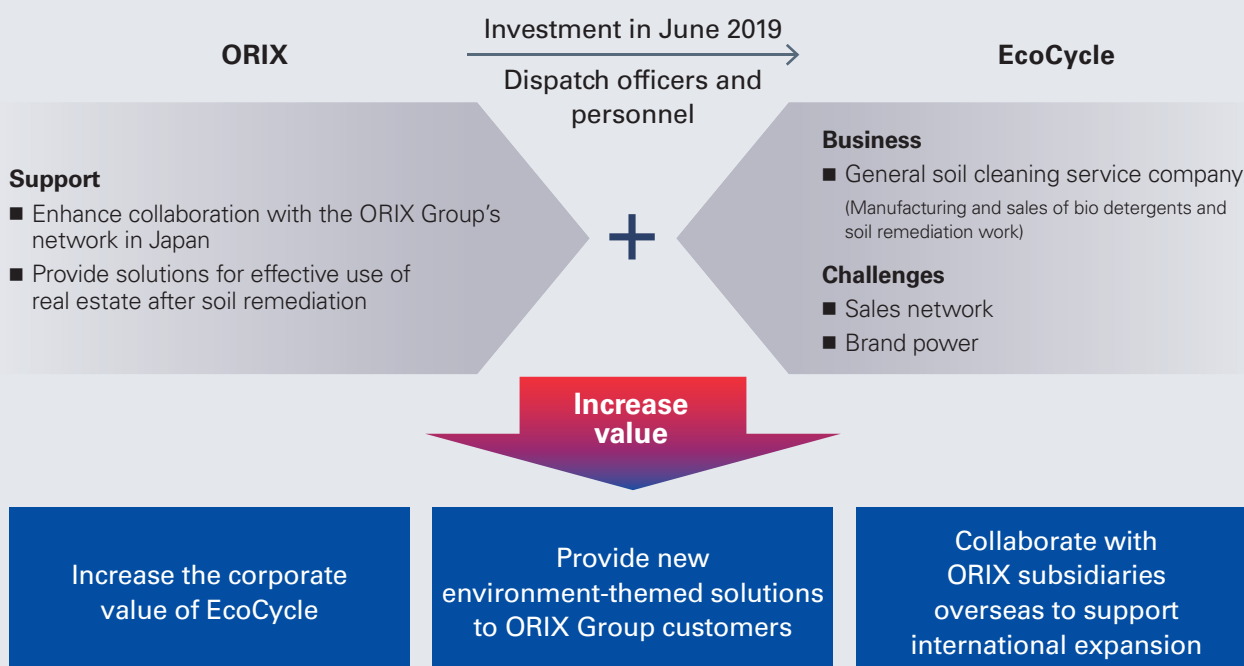 ORIX
Investment in June 2019
Dispatch officers and
personnel
EcoCycle
Support
■ Enhance collaboration with the ORIX Group's
network in Japan
■ Provide solutions for effective use of
real estate after soil remediation
+
Business
■ General soil cleaning service company
(Manufacturing and sales of bio detergents and
soil remediation work)
Challenges
■ Sales network
■ Brand power
Increase
value
Increase the corporate
value of EcoCycle
Provide new
environment-themed solutions
to ORIX Group customers
Collaborate with
ORIX subsidiaries
overseas to support
international expansion